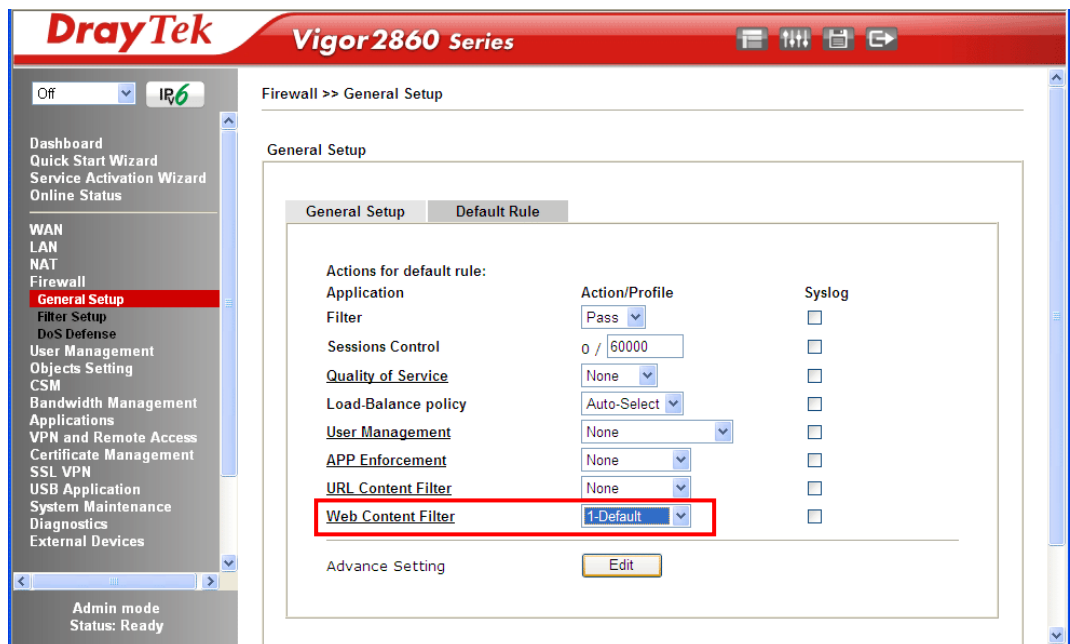 DrayTek
Vigor2860 Series
Off
IPv6
Firewall >> General Setup
Dashboard
Quick Start Wizard
Service Activation Wizard
Online Status
WAN
LAN
NAT
Firewall
General Setup
Filter Setup
DoS Defense
User Management
Objects Setting
CSM
Bandwidth Management
Applications
VPN and Remote Access
Certificate Management
SSL VPN
USB Application
System Maintenance
Diagnostics
External Devices
Admin mode
Status: Ready
General Setup
General Setup Default Rule
Actions for default rule:
Application Action/Profile Syslog
Filter Pass
Sessions Control 0 / 60000
Quality of Service None
Load-Balance policy Auto-Select
User Management None
APP Enforcement None
URL Content Filter None
Web Content Filter 1-Default
Advance Setting Edit